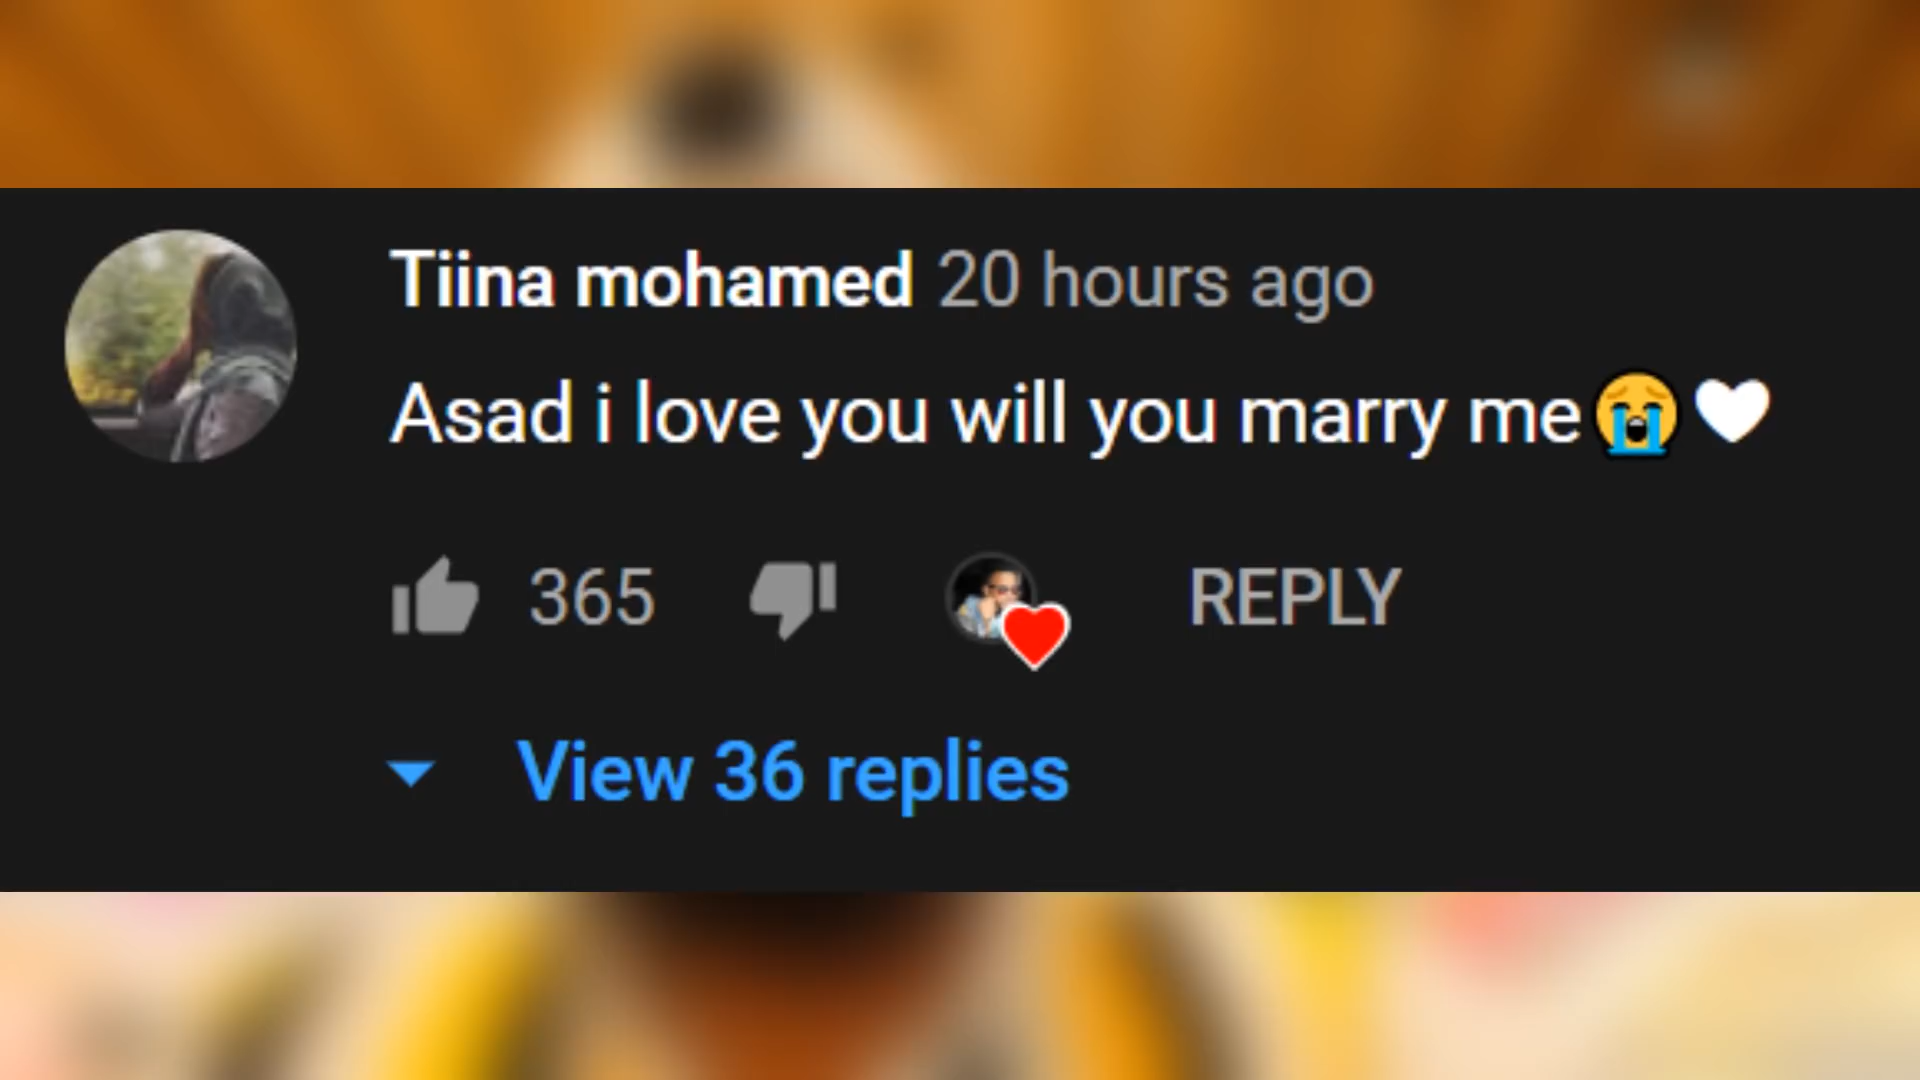 Tiina mohamed 20 hours ago
Asad i love you will you marry me😭🤍
365 REPLY
View 36 replies